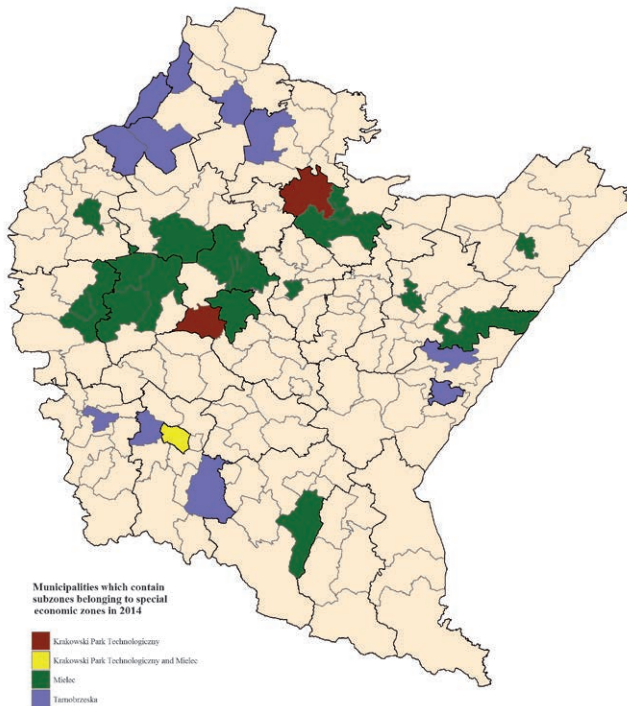 Municipalities which contain
subzones belonging to special
economic zones in 2014
Krakowski Park Technologiczny
Krakowski Park Technologiczny and Mielec
Mielec
Tarnobrzeska